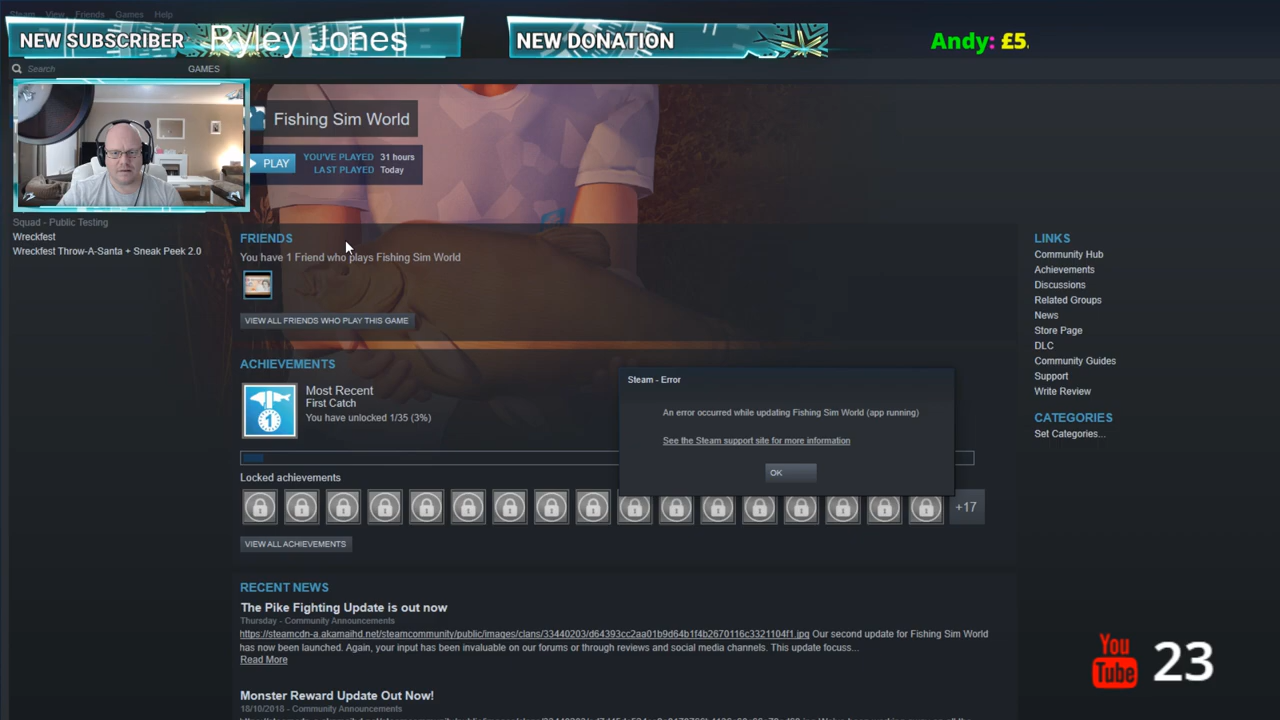 Steam View Friends Games Help
NEW SUBSCRIBER
Ryley Jones
NEW DONATION
Andy: £5.
Search
GAMES
Fishing Sim World
PLAY
YOU'VE PLAYED 31 hours
LAST PLAYED Today
Squad - Public Testing
Wreckfest
Wreckfest Throw-A-Santa + Sneak Peek 2.0
FRIENDS
You have 1 Friend who plays Fishing Sim World
VIEW ALL FRIENDS WHO PLAY THIS GAME
ACHIEVEMENTS
Most Recent
First Catch
You have unlocked 1/35 (3%)
Locked achievements
+17
VIEW ALL ACHIEVEMENTS
Steam - Error
An error occurred while updating Fishing Sim World (app running)
See the Steam support site for more information
OK
LINKS
Community Hub
Achievements
Discussions
Related Groups
News
Store Page
DLC
Community Guides
Support
Write Review
CATEGORIES
Set Categories...
RECENT NEWS
The Pike Fighting Update is out now
Thursday - Community Announcements
https://steamcdn-a.akamaihd.net/steamcommunity/public/images/clans/33440203/d64393cc2aa01b9d64b1f4b2670116c3321104f1.jpg Our second update for Fishing Sim World
has now been launched. Again, your input has been invaluable on our forums or through reviews and social media channels. This update focuss...
Read More
Monster Reward Update Out Now!
18/10/2018 - Community Announcements
You
Tube
23